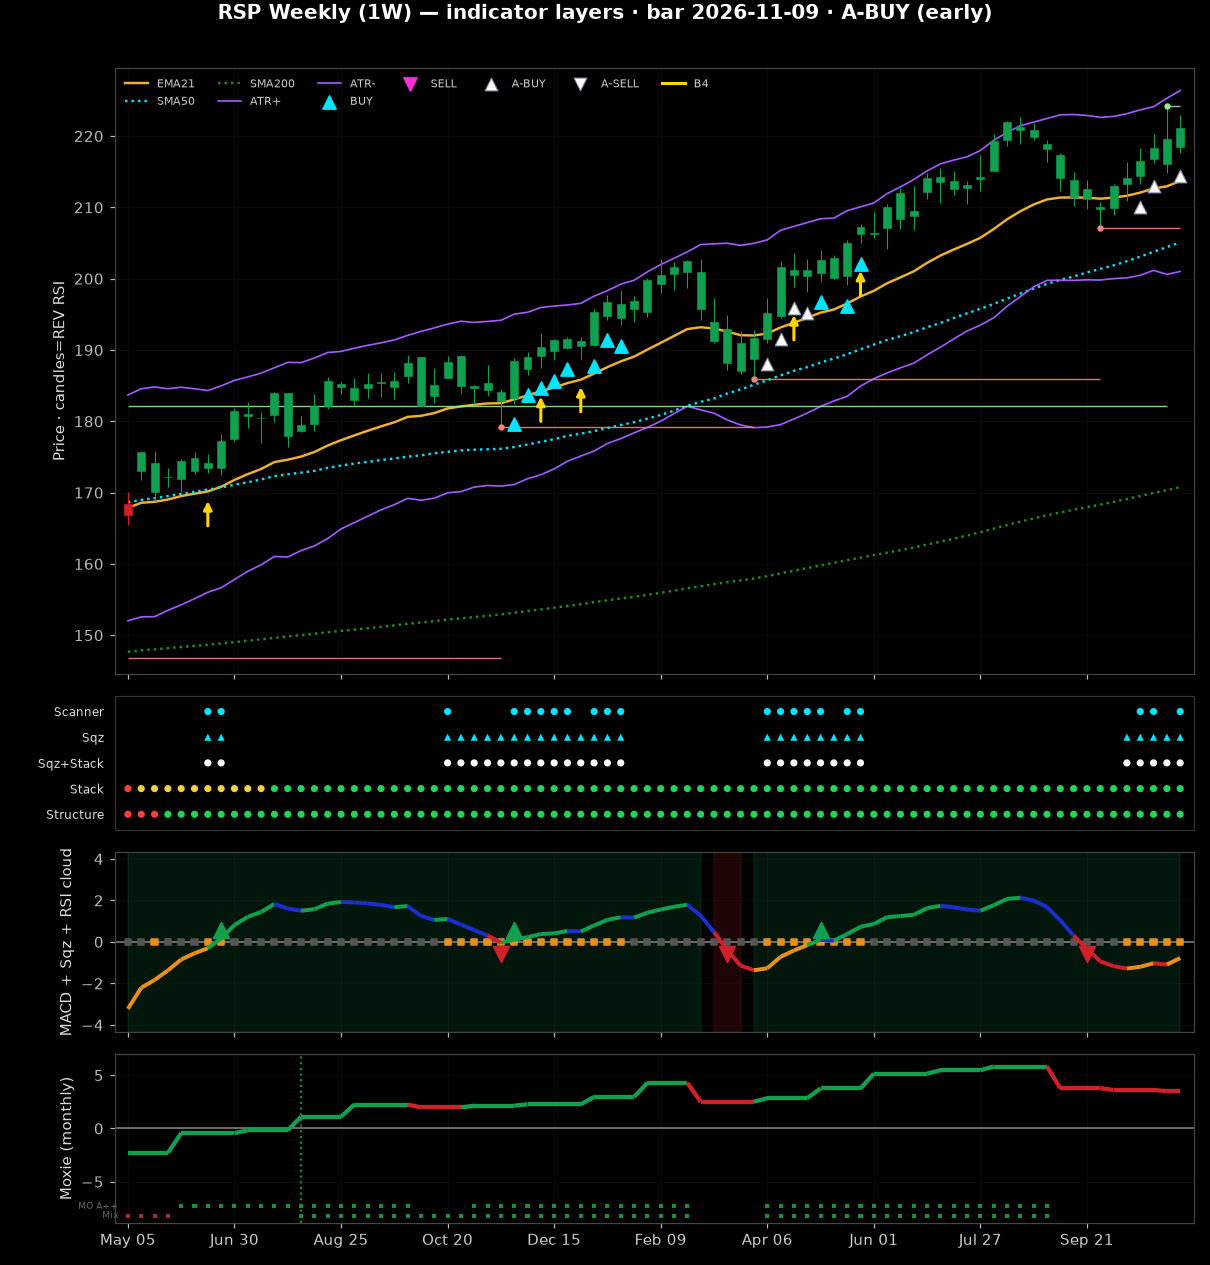 RSP Weekly (1W) — indicator layers · bar 2026-11-09 · A-BUY (early)
EMA21 SMA200 ATR- SELL A-BUY A-SELL B4
SMA50 ATR+ BUY
Price · candles=REV RSI
220
210
200
190
180
170
160
150
Scanner
Sqz
Sqz+Stack
Stack
Structure
MACD + Sqz + RSI cloud
4
2
0
−2
−4
Moxie (monthly)
5
0
−5
MO A++
Mix
May 05 Jun 30 Aug 25 Oct 20 Dec 15 Feb 09 Apr 06 Jun 01 Jul 27 Sep 21